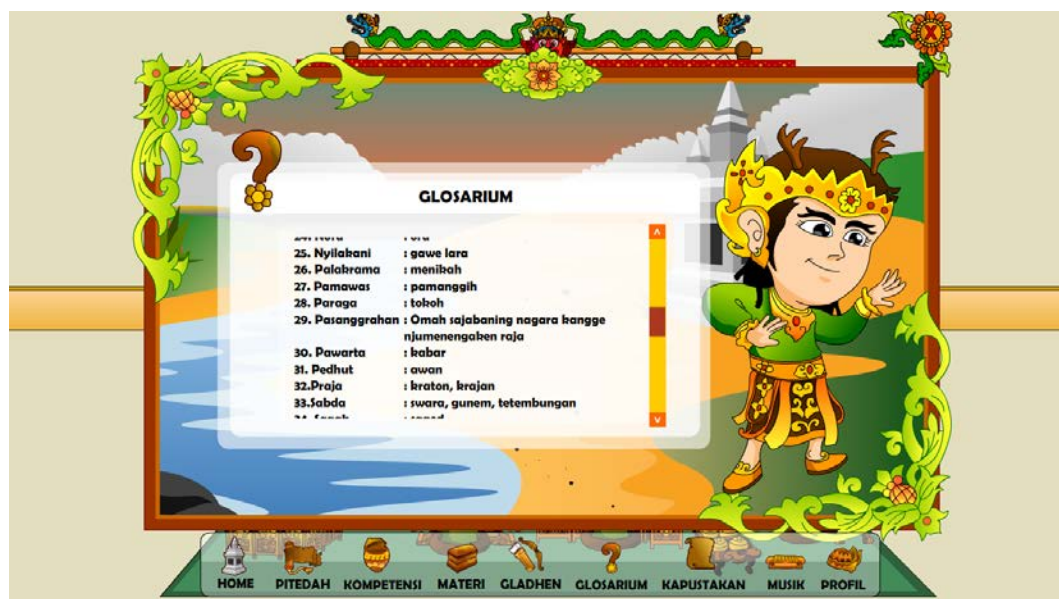 GLOSARIUM
25. Nyilakani : gawe lara
26. Palakrama : menikah
27. Pamawas : pamanggih
28. Paraga : tokoh
29. Pasanggrahan : Omah sajabaning nagara kangge
njumenengaken raja
30. Pawarta : kabar
31. Pedhut : awan
32.Praja : kraton, krajan
33.Sabda : swara, gunem, tetembungan
HOME PITEDAH KOMPETENSI MATERI GLADHEN GLOSARIUM KAPUSTAKAN MUSIK PROFIL